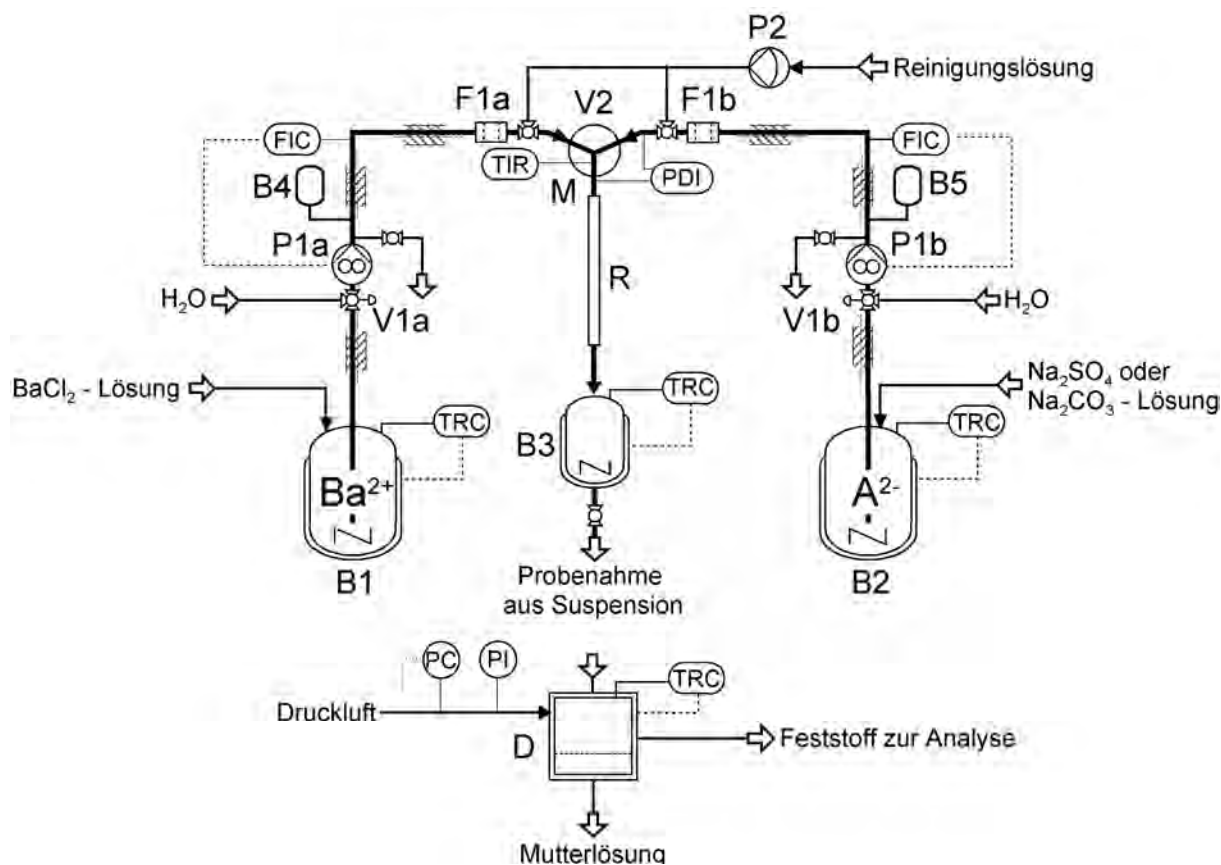 P2
Reinigungslösung
F1a
V2
F1b
FIC
TIR
PDI
FIC
B4
M
B5
P1a
P1b
R
H₂O
V1a
V1b
H₂O
BaCl₂ - Lösung
Na₂SO₄ oder
Na₂CO₃ - Lösung
TRC
TRC
TRC
B3
Ba²⁺
A²⁻
B1
Probenahme
aus Suspension
B2
PC
PI
TRC
Druckluft
D
Feststoff zur Analyse
Mutterlösung